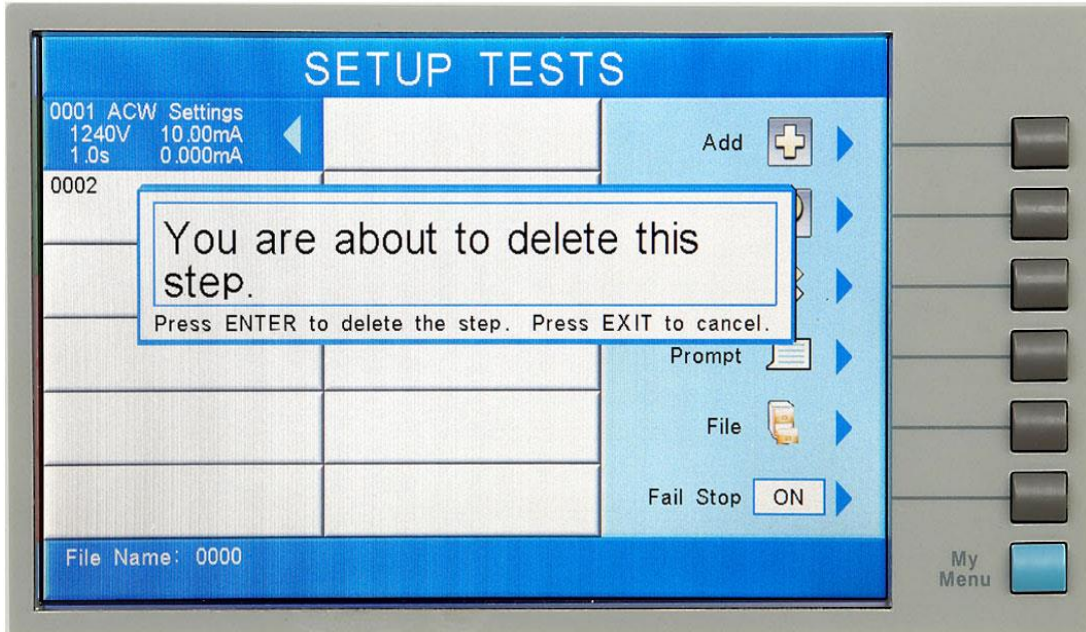 SETUP TESTS
0001 ACW Settings
1240V 10.00mA
1.0s 0.000mA
0002
You are about to delete this
step.
Press ENTER to delete the step. Press EXIT to cancel.
Add
Prompt
File
Fail Stop ON
File Name: 0000
My
Menu